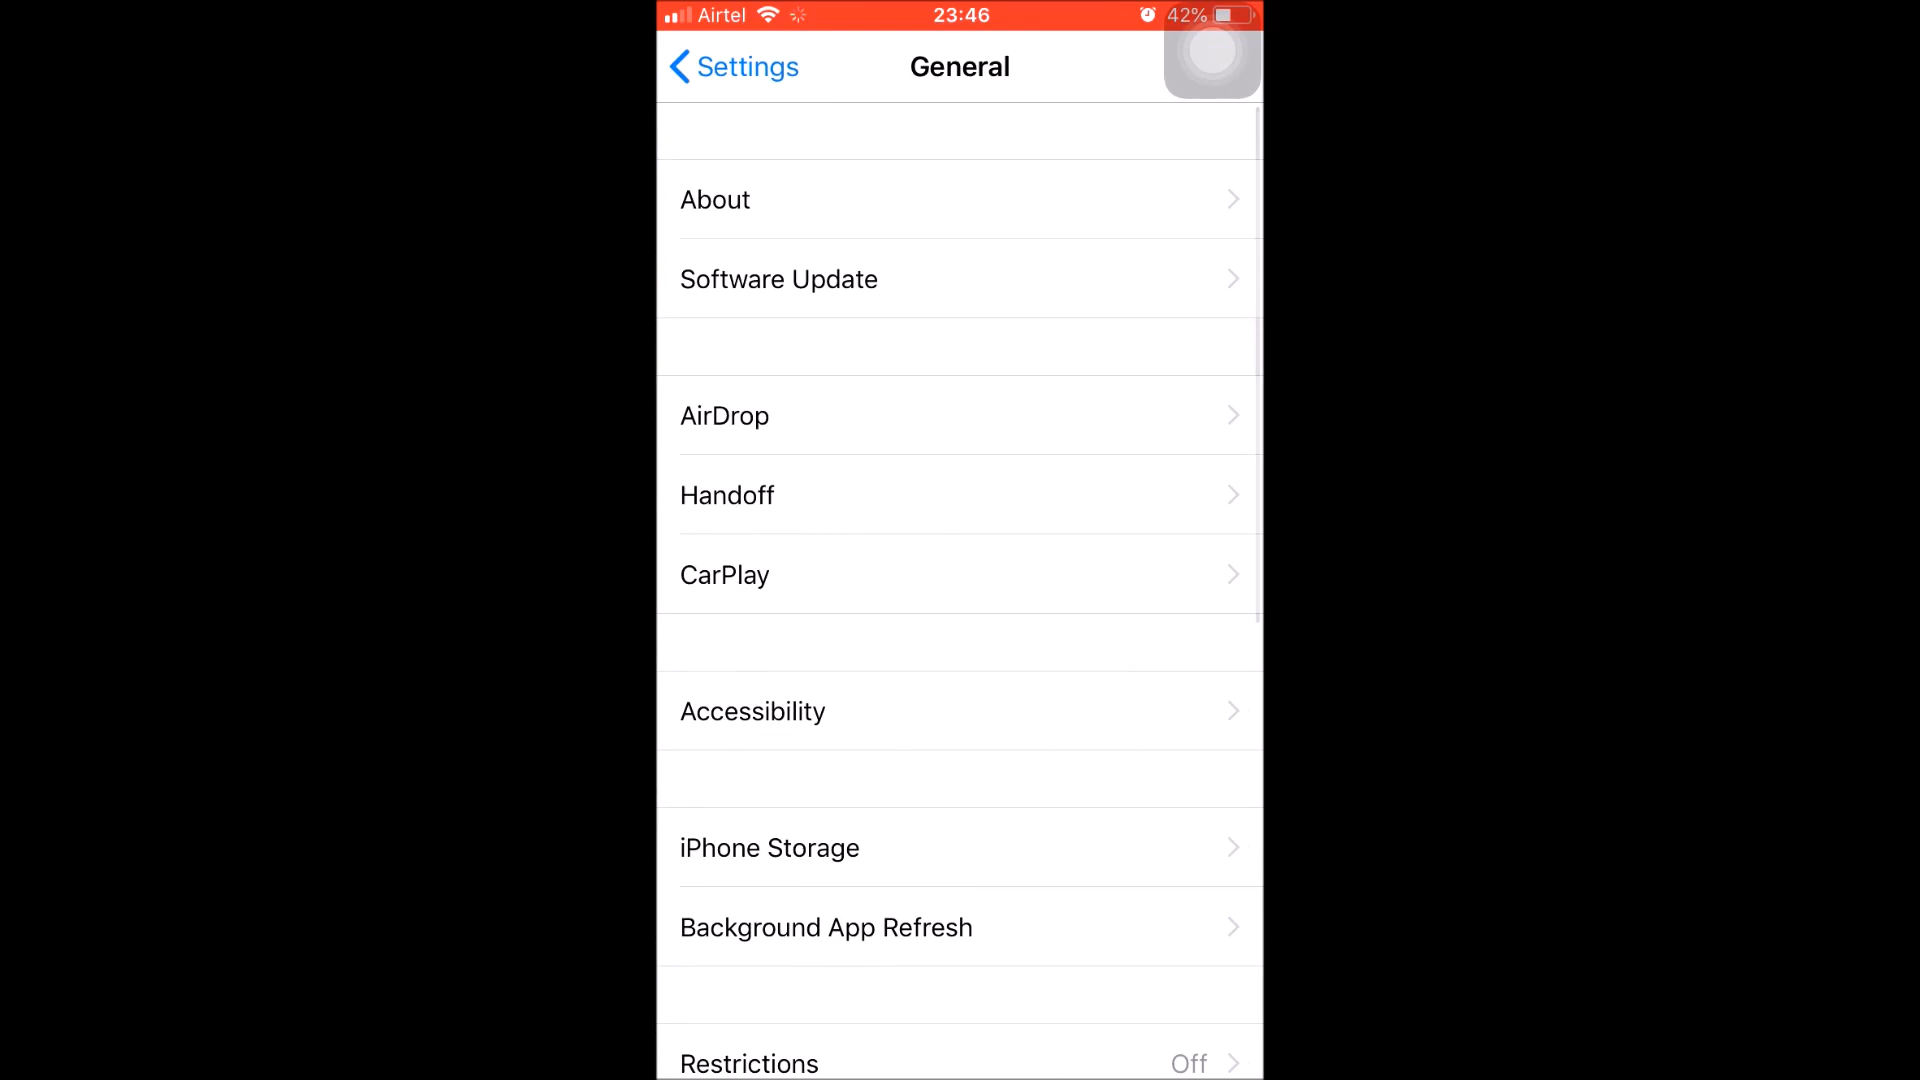 Airtel 23:46 42%
Settings General
About
Software Update
AirDrop
Handoff
CarPlay
Accessibility
iPhone Storage
Background App Refresh
Restrictions Off